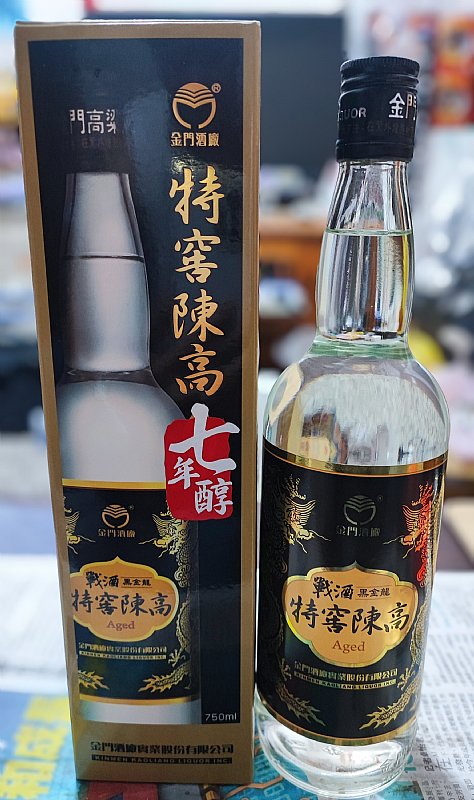 金門酒廠
特窖陳高
七年醇
門高粱
金門酒廠
戰酒 黑金龍
特窖陳高
Aged
金門酒廠實業股份有限公司
KINMEN KAOLIANG LIQUOR INC.
750ml
金門酒廠實業股份有限公司
KINMEN KAOLIANG LIQUOR INC.
LIQUOR 金門
金門酒廠
戰酒 黑金龍
特窖陳高
Aged
金門酒廠實業股份有限公司
KINMEN KAOLIANG LIQUOR INC.